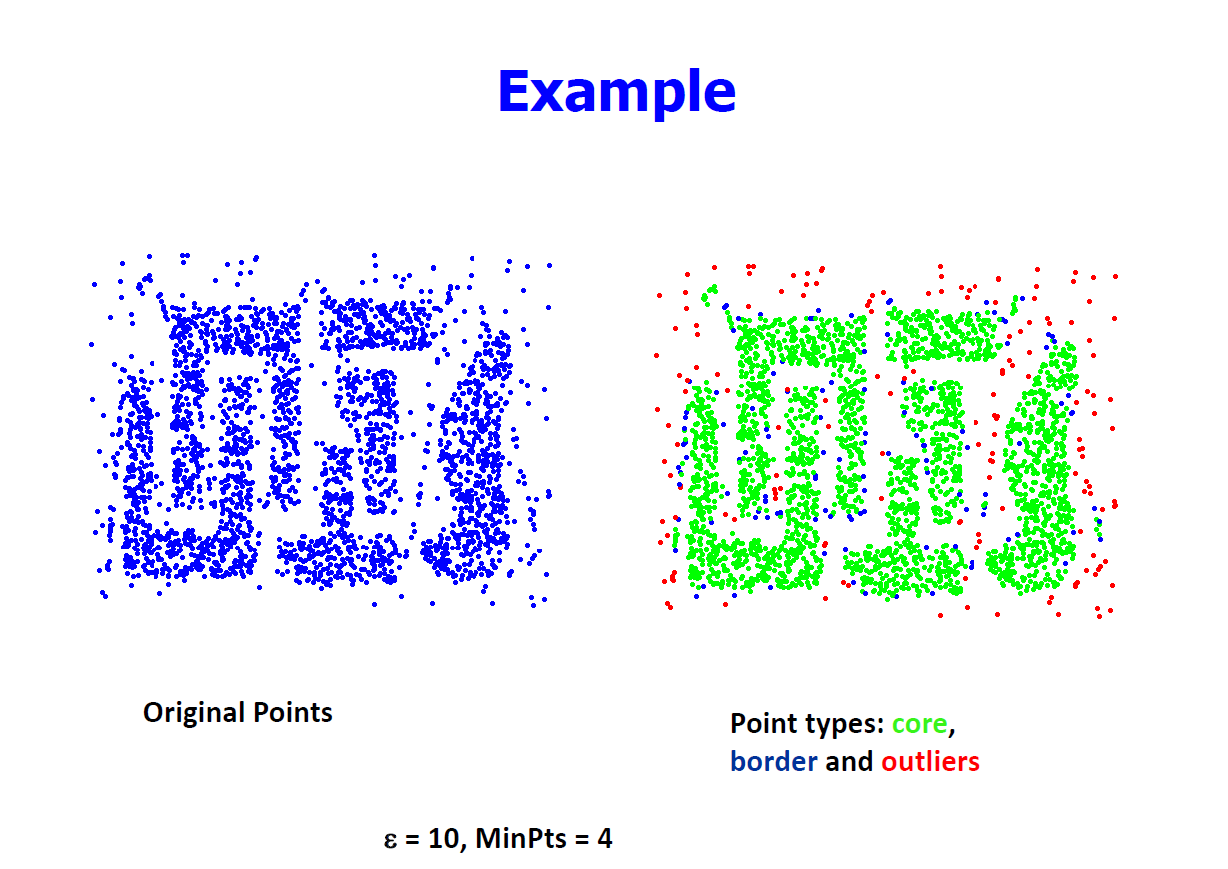 Example
Original Points
Point types: core,
border and outliers
ε = 10, MinPts = 4